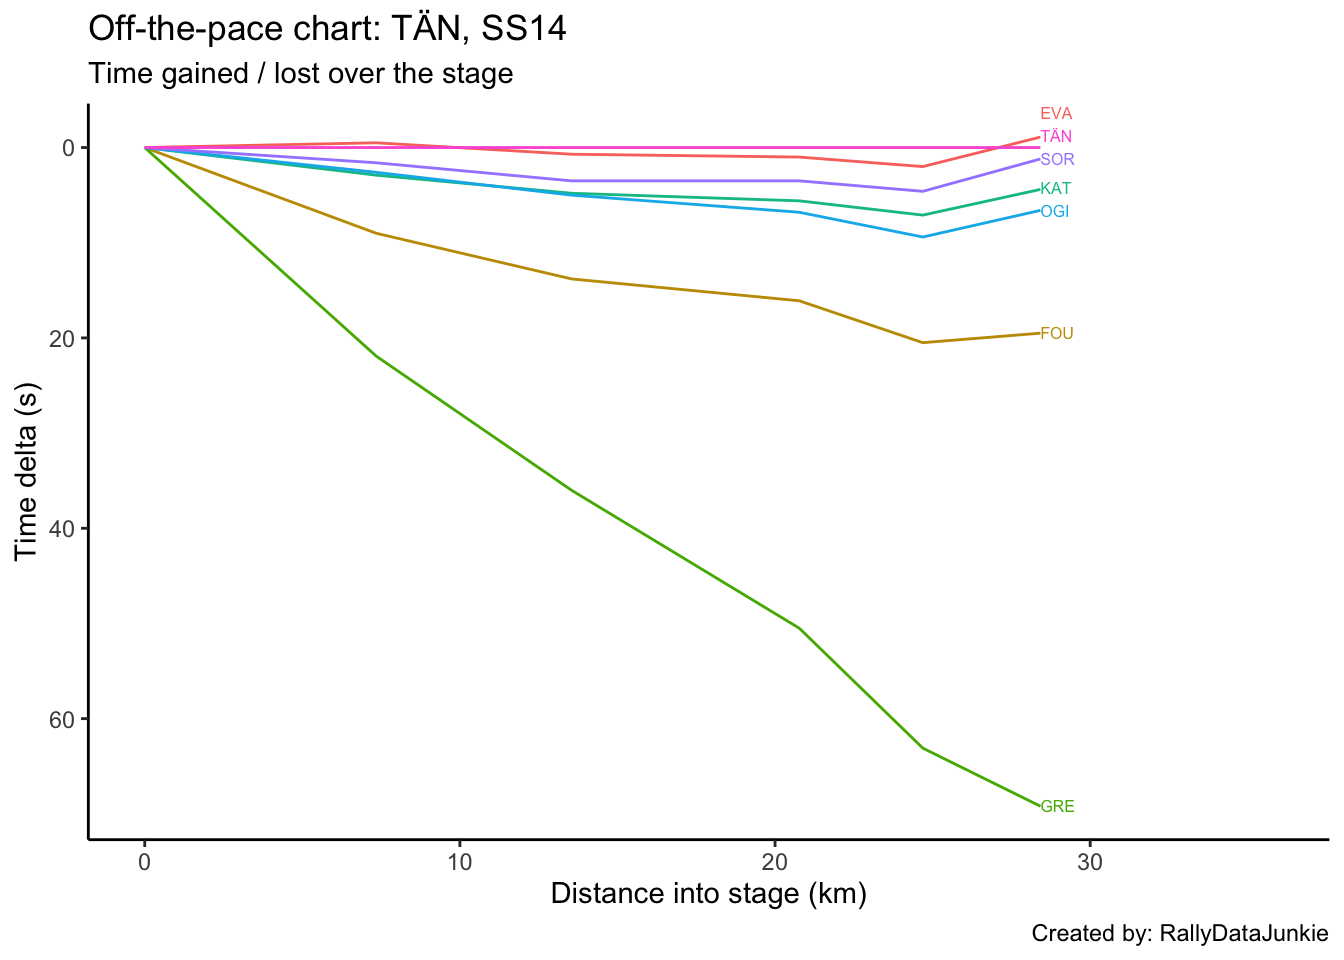 Off-the-pace chart: TÄN, SS14
Time gained / lost over the stage
EVA
TÄN
SOR
KAT
OGI
FOU
GRE
0
20
40
60
Time delta (s)
0 10 20 30
Distance into stage (km)
Created by: RallyDataJunkie